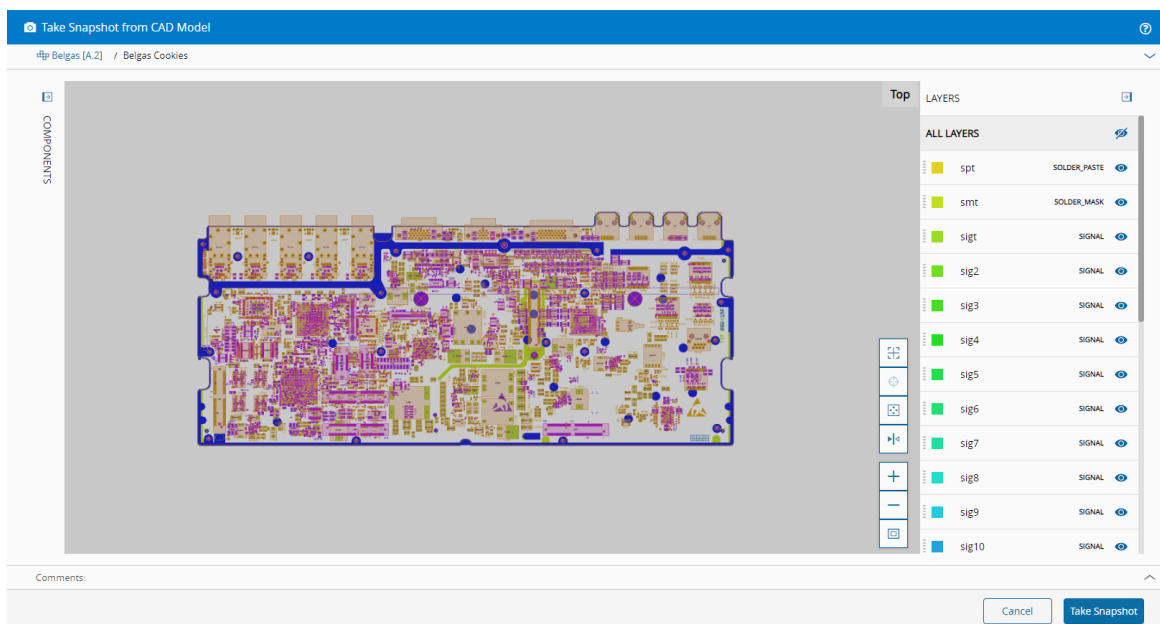 Take Snapshot from CAD Model
Belgas [A.2] / Belgas Cookies
COMPONENTS
Top
LAYERS
ALL LAYERS
spt SOLDER_PASTE
smt SOLDER_MASK
sigt SIGNAL
sig2 SIGNAL
sig3 SIGNAL
sig4 SIGNAL
sig5 SIGNAL
sig6 SIGNAL
sig7 SIGNAL
sig8 SIGNAL
sig9 SIGNAL
sig10 SIGNAL
Comments:
Cancel Take Snapshot